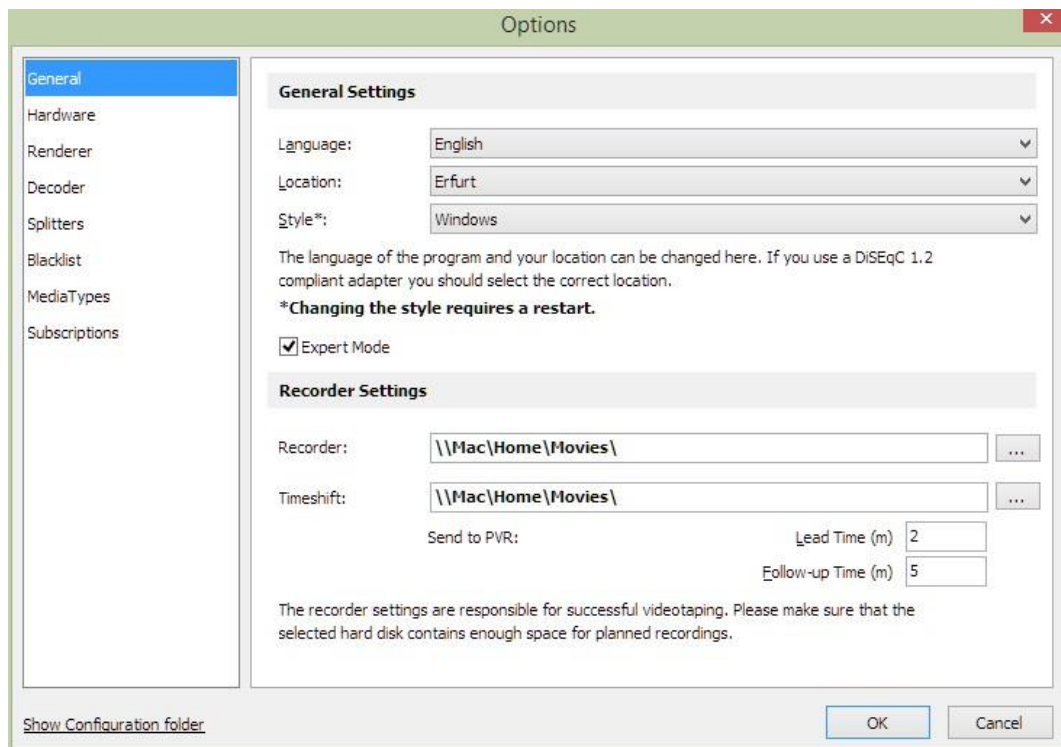 Options
General
Hardware
Renderer
Decoder
Splitters
Blacklist
MediaTypes
Subscriptions
General Settings
Language: English
Location: Erfurt
Style*: Windows
The language of the program and your location can be changed here. If you use a DiSEqC 1.2
compliant adapter you should select the correct location.
*Changing the style requires a restart.
Expert Mode
Recorder Settings
Recorder: \\Mac\Home\Movies\ ...
Timeshift: \\Mac\Home\Movies\ ...
Send to PVR: Lead Time (m) 2
Follow-up Time (m) 5
The recorder settings are responsible for successful videotaping. Please make sure that the
selected hard disk contains enough space for planned recordings.
Show Configuration folder
OK Cancel